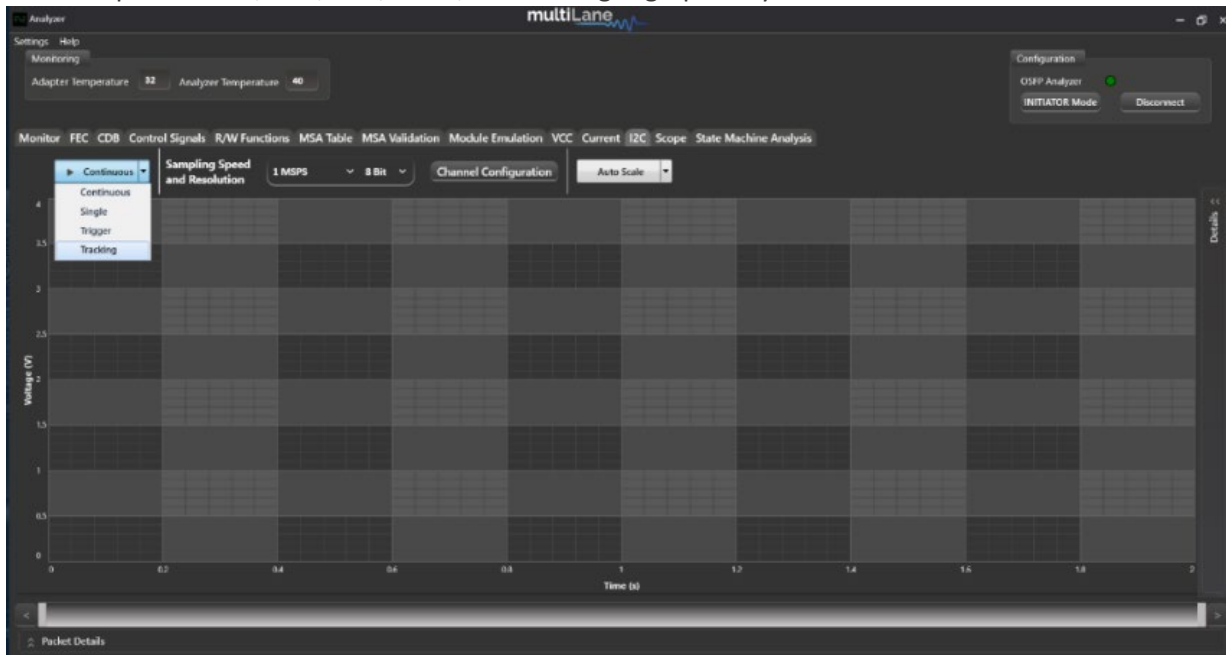 Analyzer
multiLane
Settings Help
Monitoring
Adapter Temperature 32 Analyzer Temperature 40
Configuration
OSFP Analyzer
INITIATOR Mode Disconnect
Monitor FEC CDB Control Signals R/W Functions MSA Table MSA Validation Module Emulation VCC Current I2C Scope State Machine Analysis
Continuous
Sampling Speed
and Resolution
1 MSPS 8 Bit Channel Configuration Auto Scale
Continuous
Single
Trigger
Tracking
Details
4
3.5
3
2.5
2
1.5
1
0.5
0
Voltage (V)
0 0.2 0.4 0.6 0.8 1 1.2 1.4 1.6 1.8 2
Time (s)
Packet Details